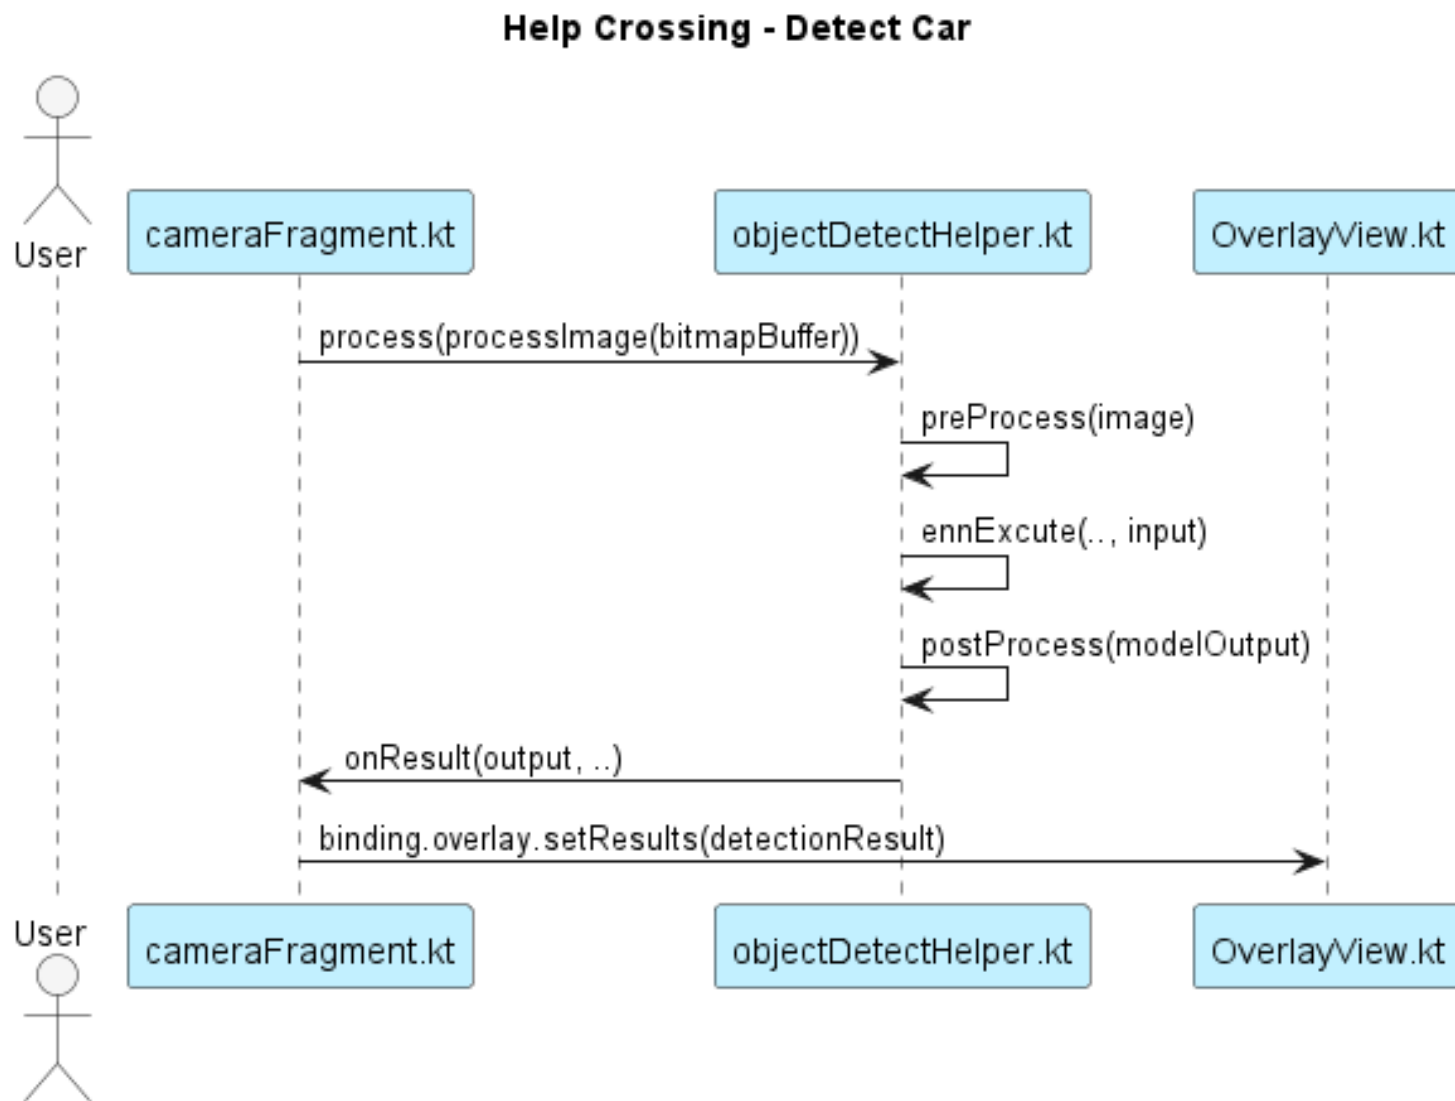 Help Crossing - Detect Car
User
cameraFragment.kt
objectDetectHelper.kt
OverlayView.kt
process(processImage(bitmapBuffer))
preProcess(image)
ennExcute(.., input)
postProcess(modelOutput)
onResult(output, ..)
binding.overlay.setResults(detectionResult)
User
cameraFragment.kt
objectDetectHelper.kt
OverlayView.kt